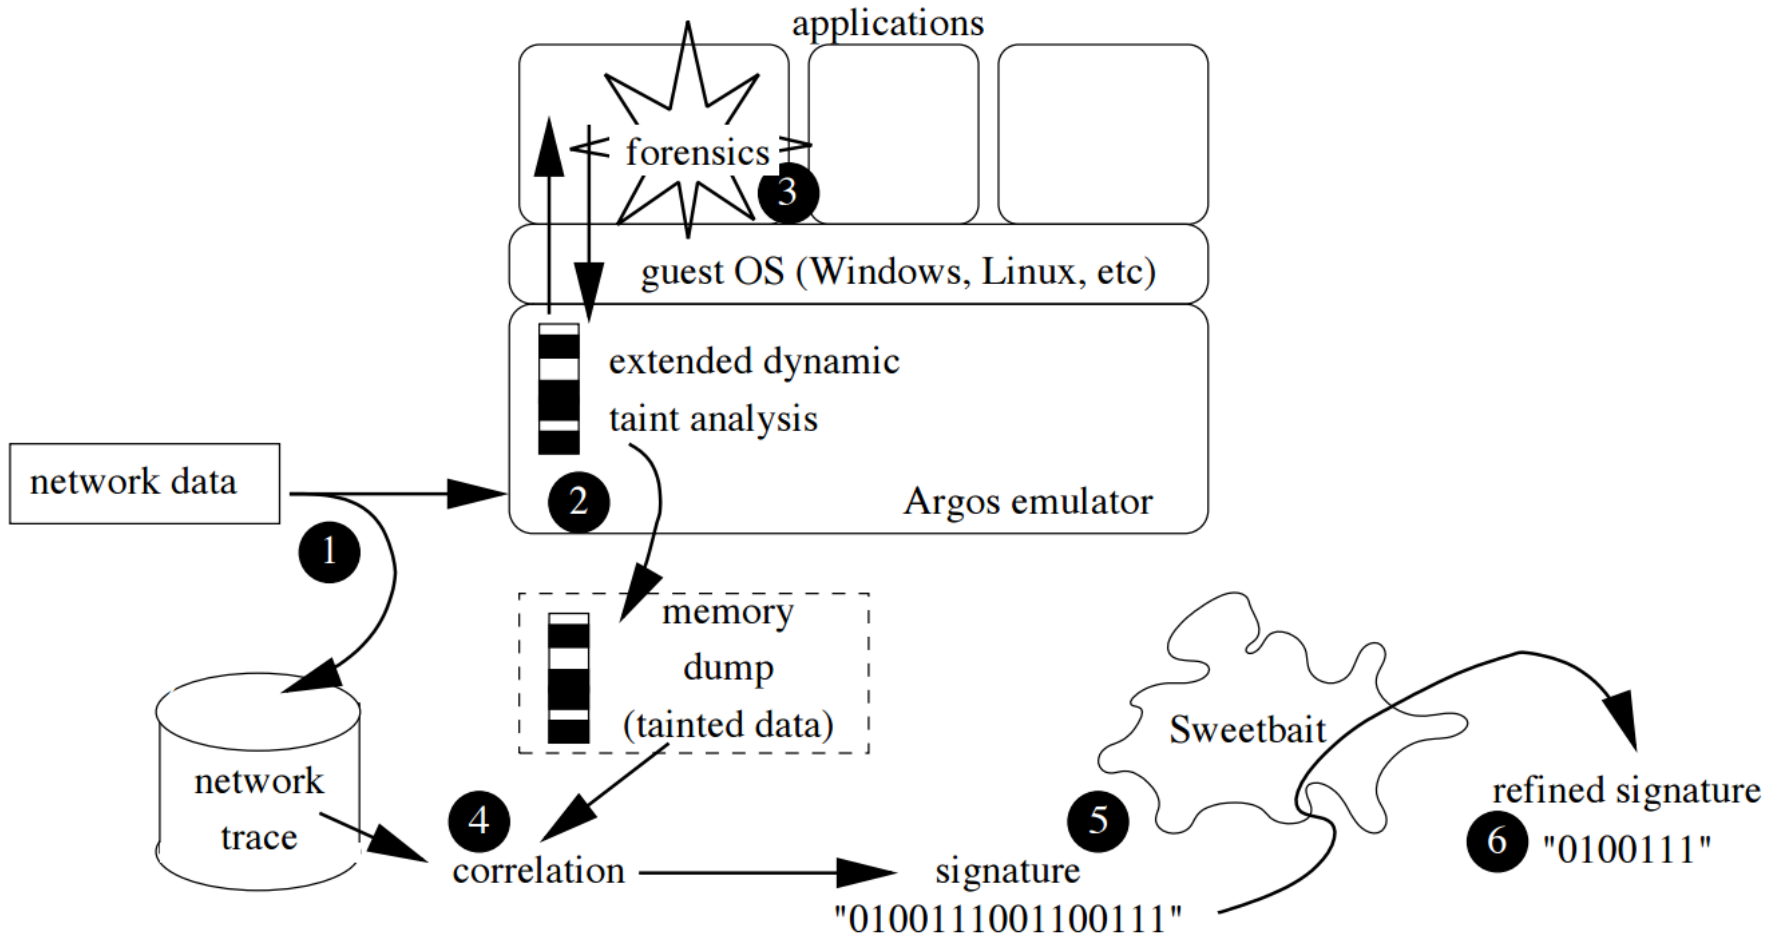 applications
forensics
3
guest OS (Windows, Linux, etc)
extended dynamic
taint analysis
network data
2
Argos emulator
1
memory
dump
(tainted data)
Sweetbait
network
trace
4
correlation
5
signature
"0100111001100111"
refined signature
6
"0100111"